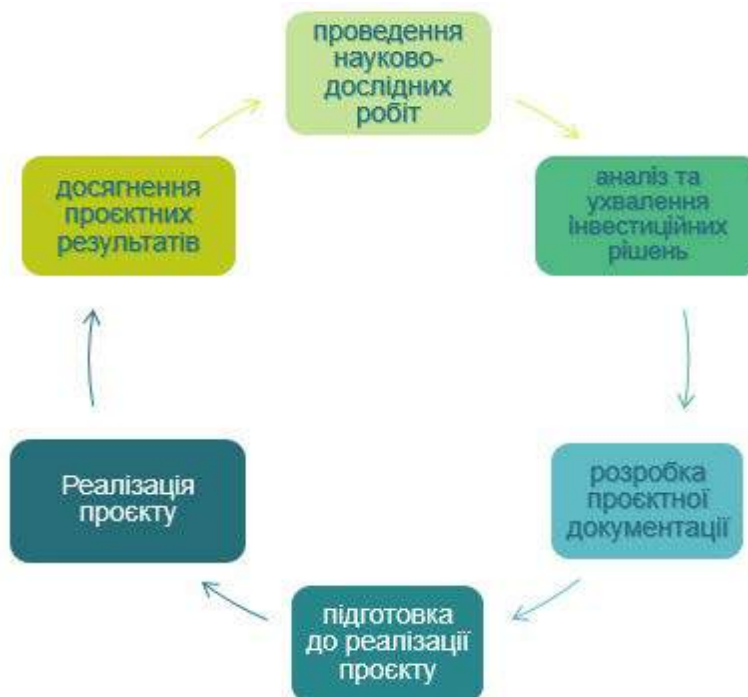 проведення
науково-
дослідних
робіт
аналіз та
ухвалення
інвестиційних
рішень
розробка
проєктної
документації
підготовка
до реалізації
проєкту
Реалізація
проєкту
досягнення
проєктних
результатів